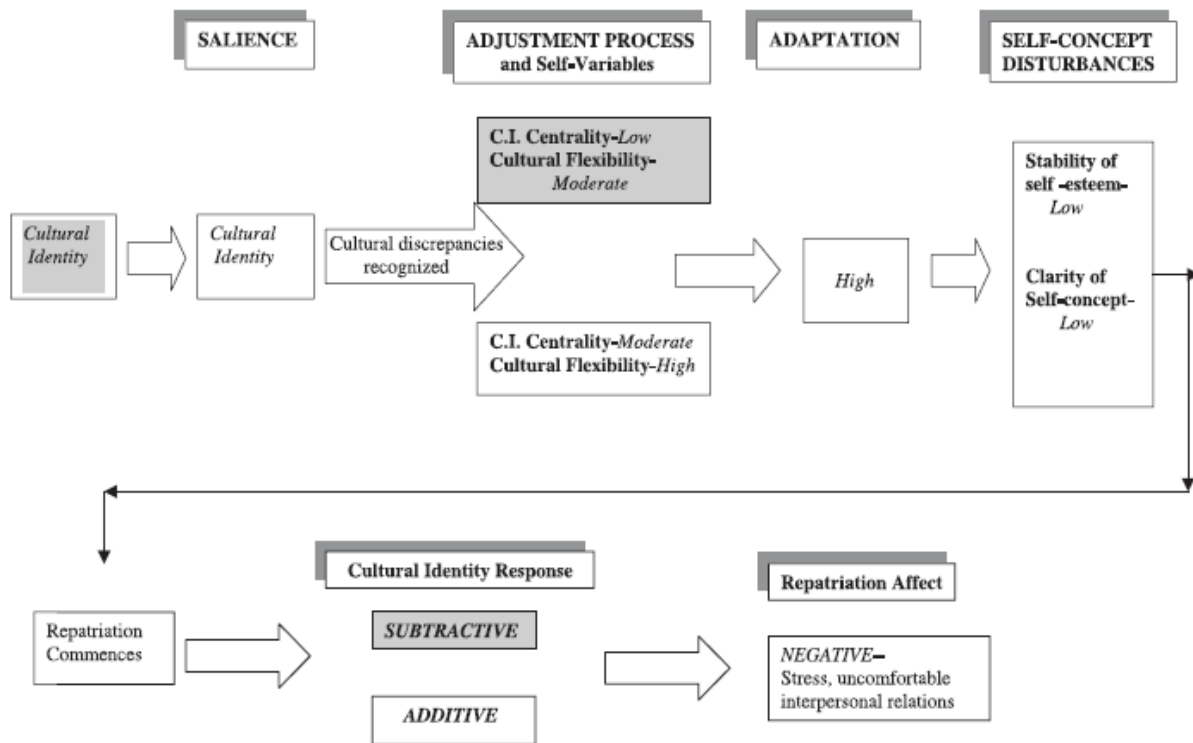 SALIENCE
ADJUSTMENT PROCESS
and Self-Variables
ADAPTATION
SELF-CONCEPT
DISTURBANCES
Cultural
Identity
Cultural
Identity
Cultural discrepancies
recognized
C.I. Centrality-Low
Cultural Flexibility-
Moderate
C.I. Centrality-Moderate
Cultural Flexibility-High
High
Stability of
self -esteem-
Low
Clarity of
Self-concept-
Low
Repatriation
Commences
Cultural Identity Response
SUBTRACTIVE
ADDITIVE
Repatriation Affect
NEGATIVE–
Stress, uncomfortable
interpersonal relations